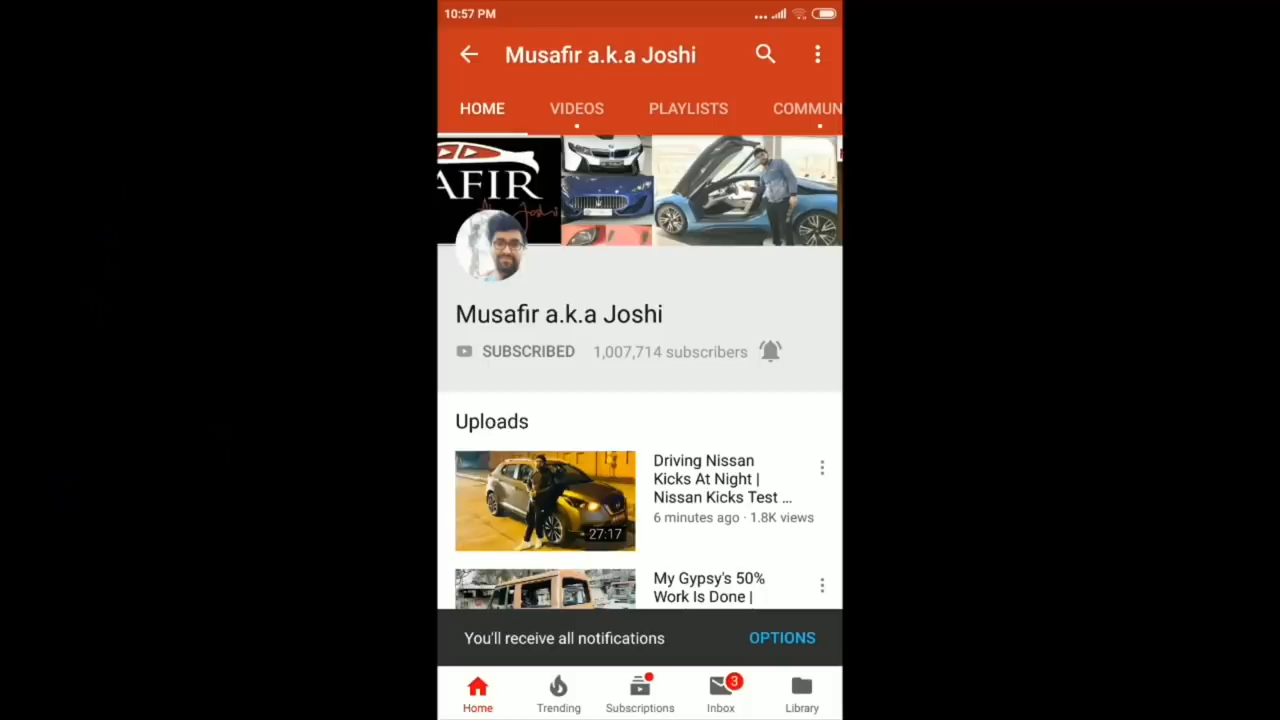 10:57 PM
Musafir a.k.a Joshi
HOME VIDEOS PLAYLISTS COMMUN
AFIR
Joshi
Musafir a.k.a Joshi
SUBSCRIBED 1,007,714 subscribers
Uploads
Driving Nissan
Kicks At Night |
Nissan Kicks Test ...
6 minutes ago · 1.8K views
27:17
My Gypsy's 50%
Work Is Done |
You'll receive all notifications OPTIONS
3
Home Trending Subscriptions Inbox Library